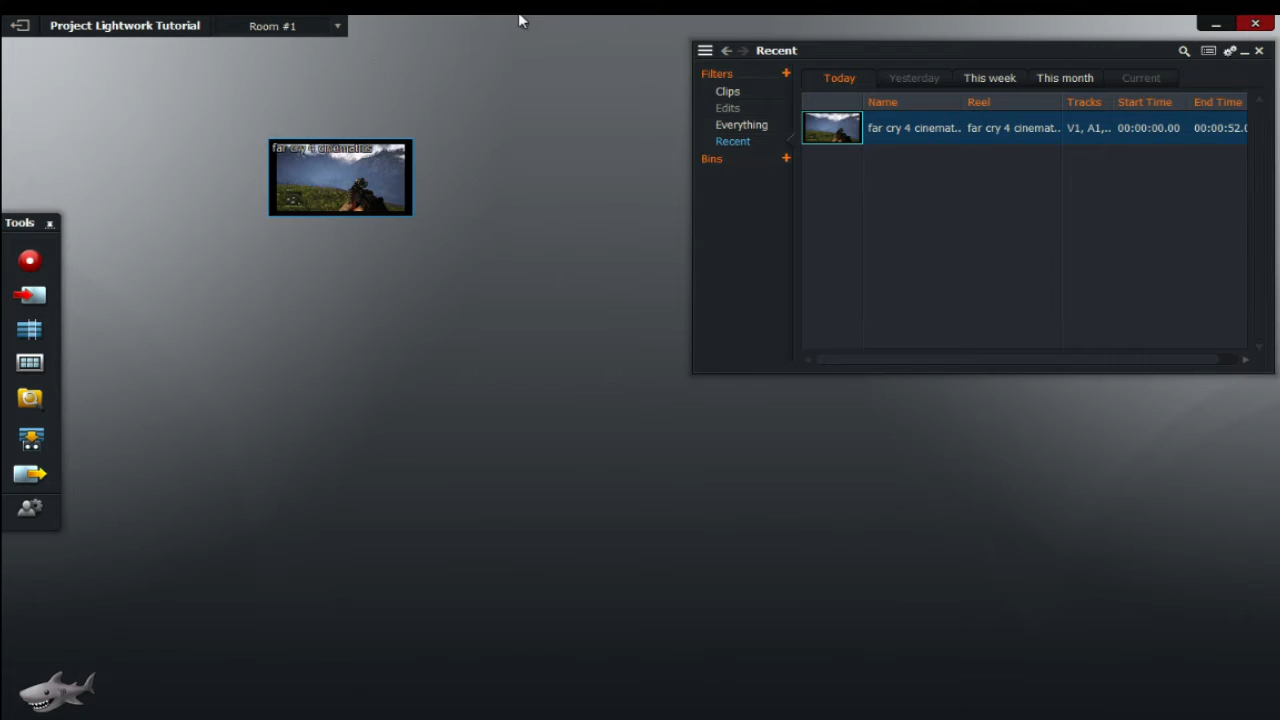 Project Lightwork Tutorial
Room #1
Recent
Filters
Today
Yesterday
This week
This month
Current
Clips
Edits
Everything
Recent
Bins
Name
Reel
Tracks
Start Time
End Time
far cry 4 cinemat..
far cry 4 cinemat..
V1, A1,..
00:00:00.00
00:00:52.0
far cry 4 cinematics
Tools